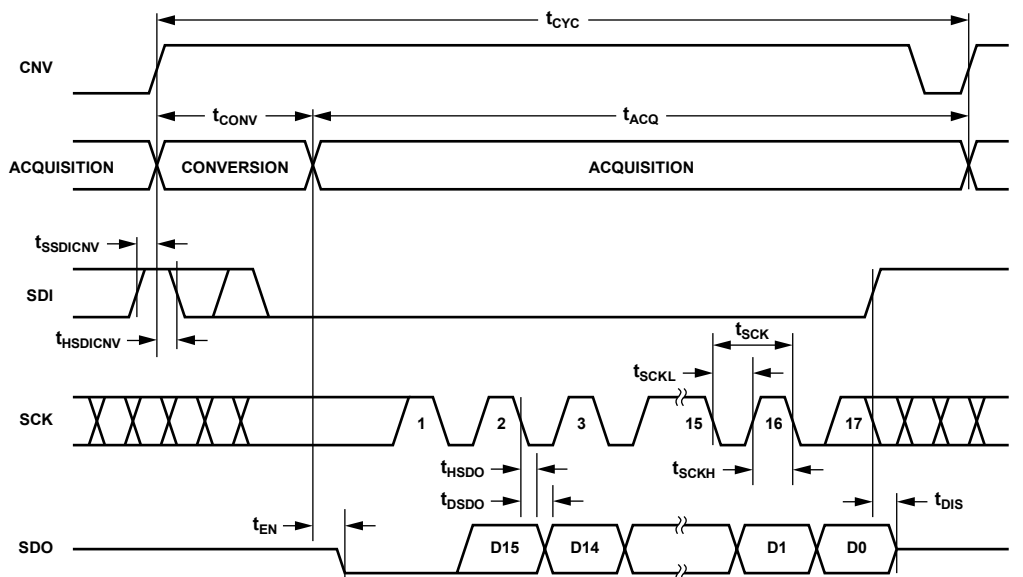 tCYC
CNV
tCONV
tACQ
ACQUISITION
CONVERSION
ACQUISITION
tSSDICNV
SDI
tHSDICNV
tSCK
tSCKL
SCK
1
2
3
15
16
17
tHSDO
tSCKH
tDSDO
tDIS
tEN
SDO
D15
D14
D1
D0